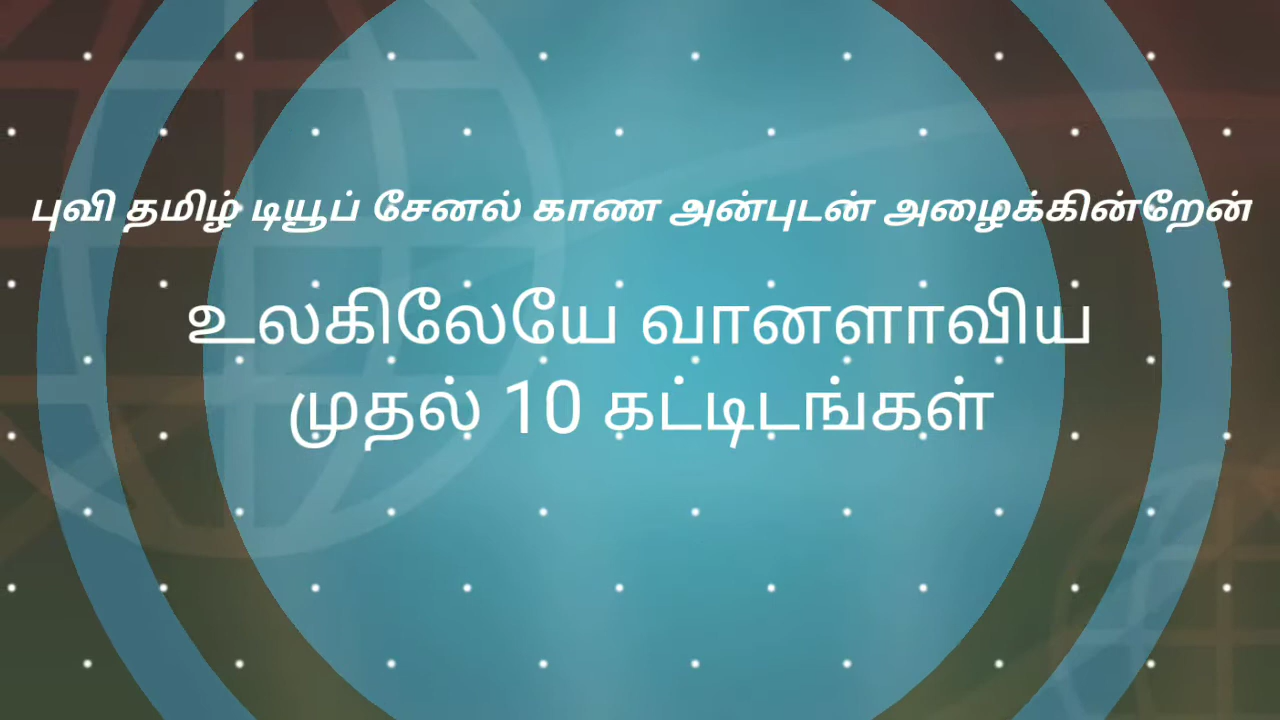 புவி தமிழ் டியூப் சேனல் காண அன்புடன் அழைக்கின்றேன்
உலகிலேயே வானளாவிய
முதல் 10 கட்டிடங்கள்